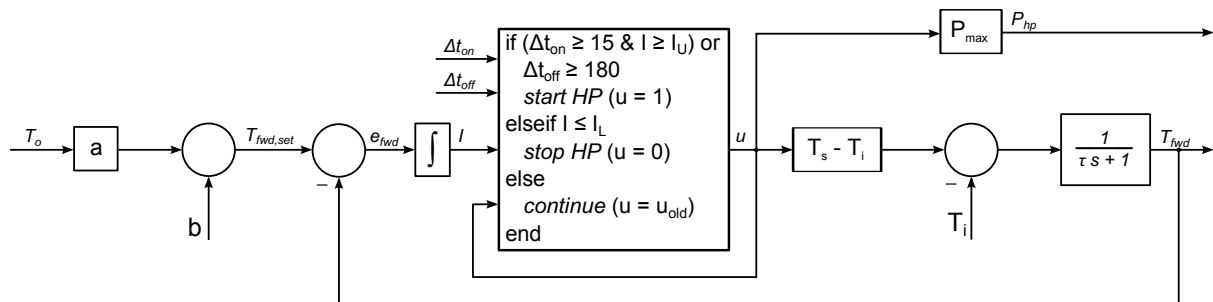 P_max
P_hp
if (Δt_on ≥ 15 & I ≥ I_U) or
Δt_off ≥ 180
start HP (u = 1)
elseif I ≤ I_L
stop HP (u = 0)
else
continue (u = u_old)
end
Δt_on
Δt_off
T_o
a
T_fwd,set
e_fwd
∫
I
u
T_s − T_i
1
τ s + 1
T_fwd
−
−
b
T_i